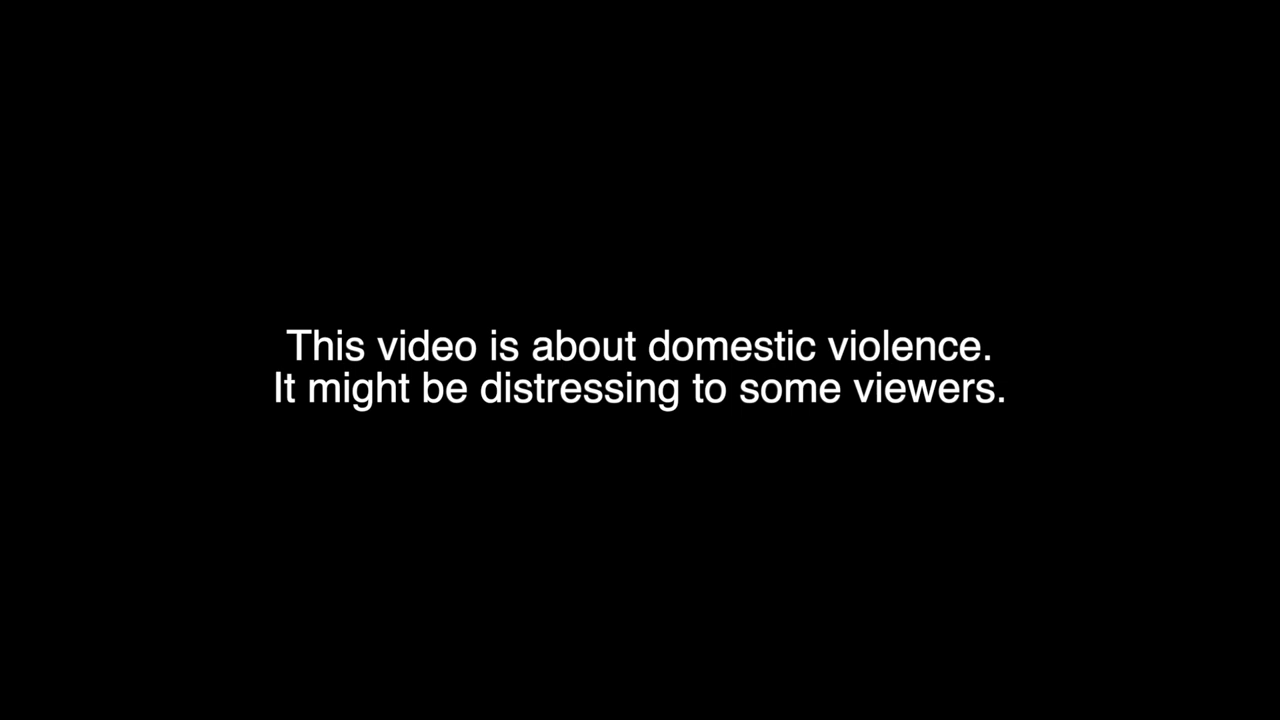 This video is about domestic violence.
It might be distressing to some viewers.